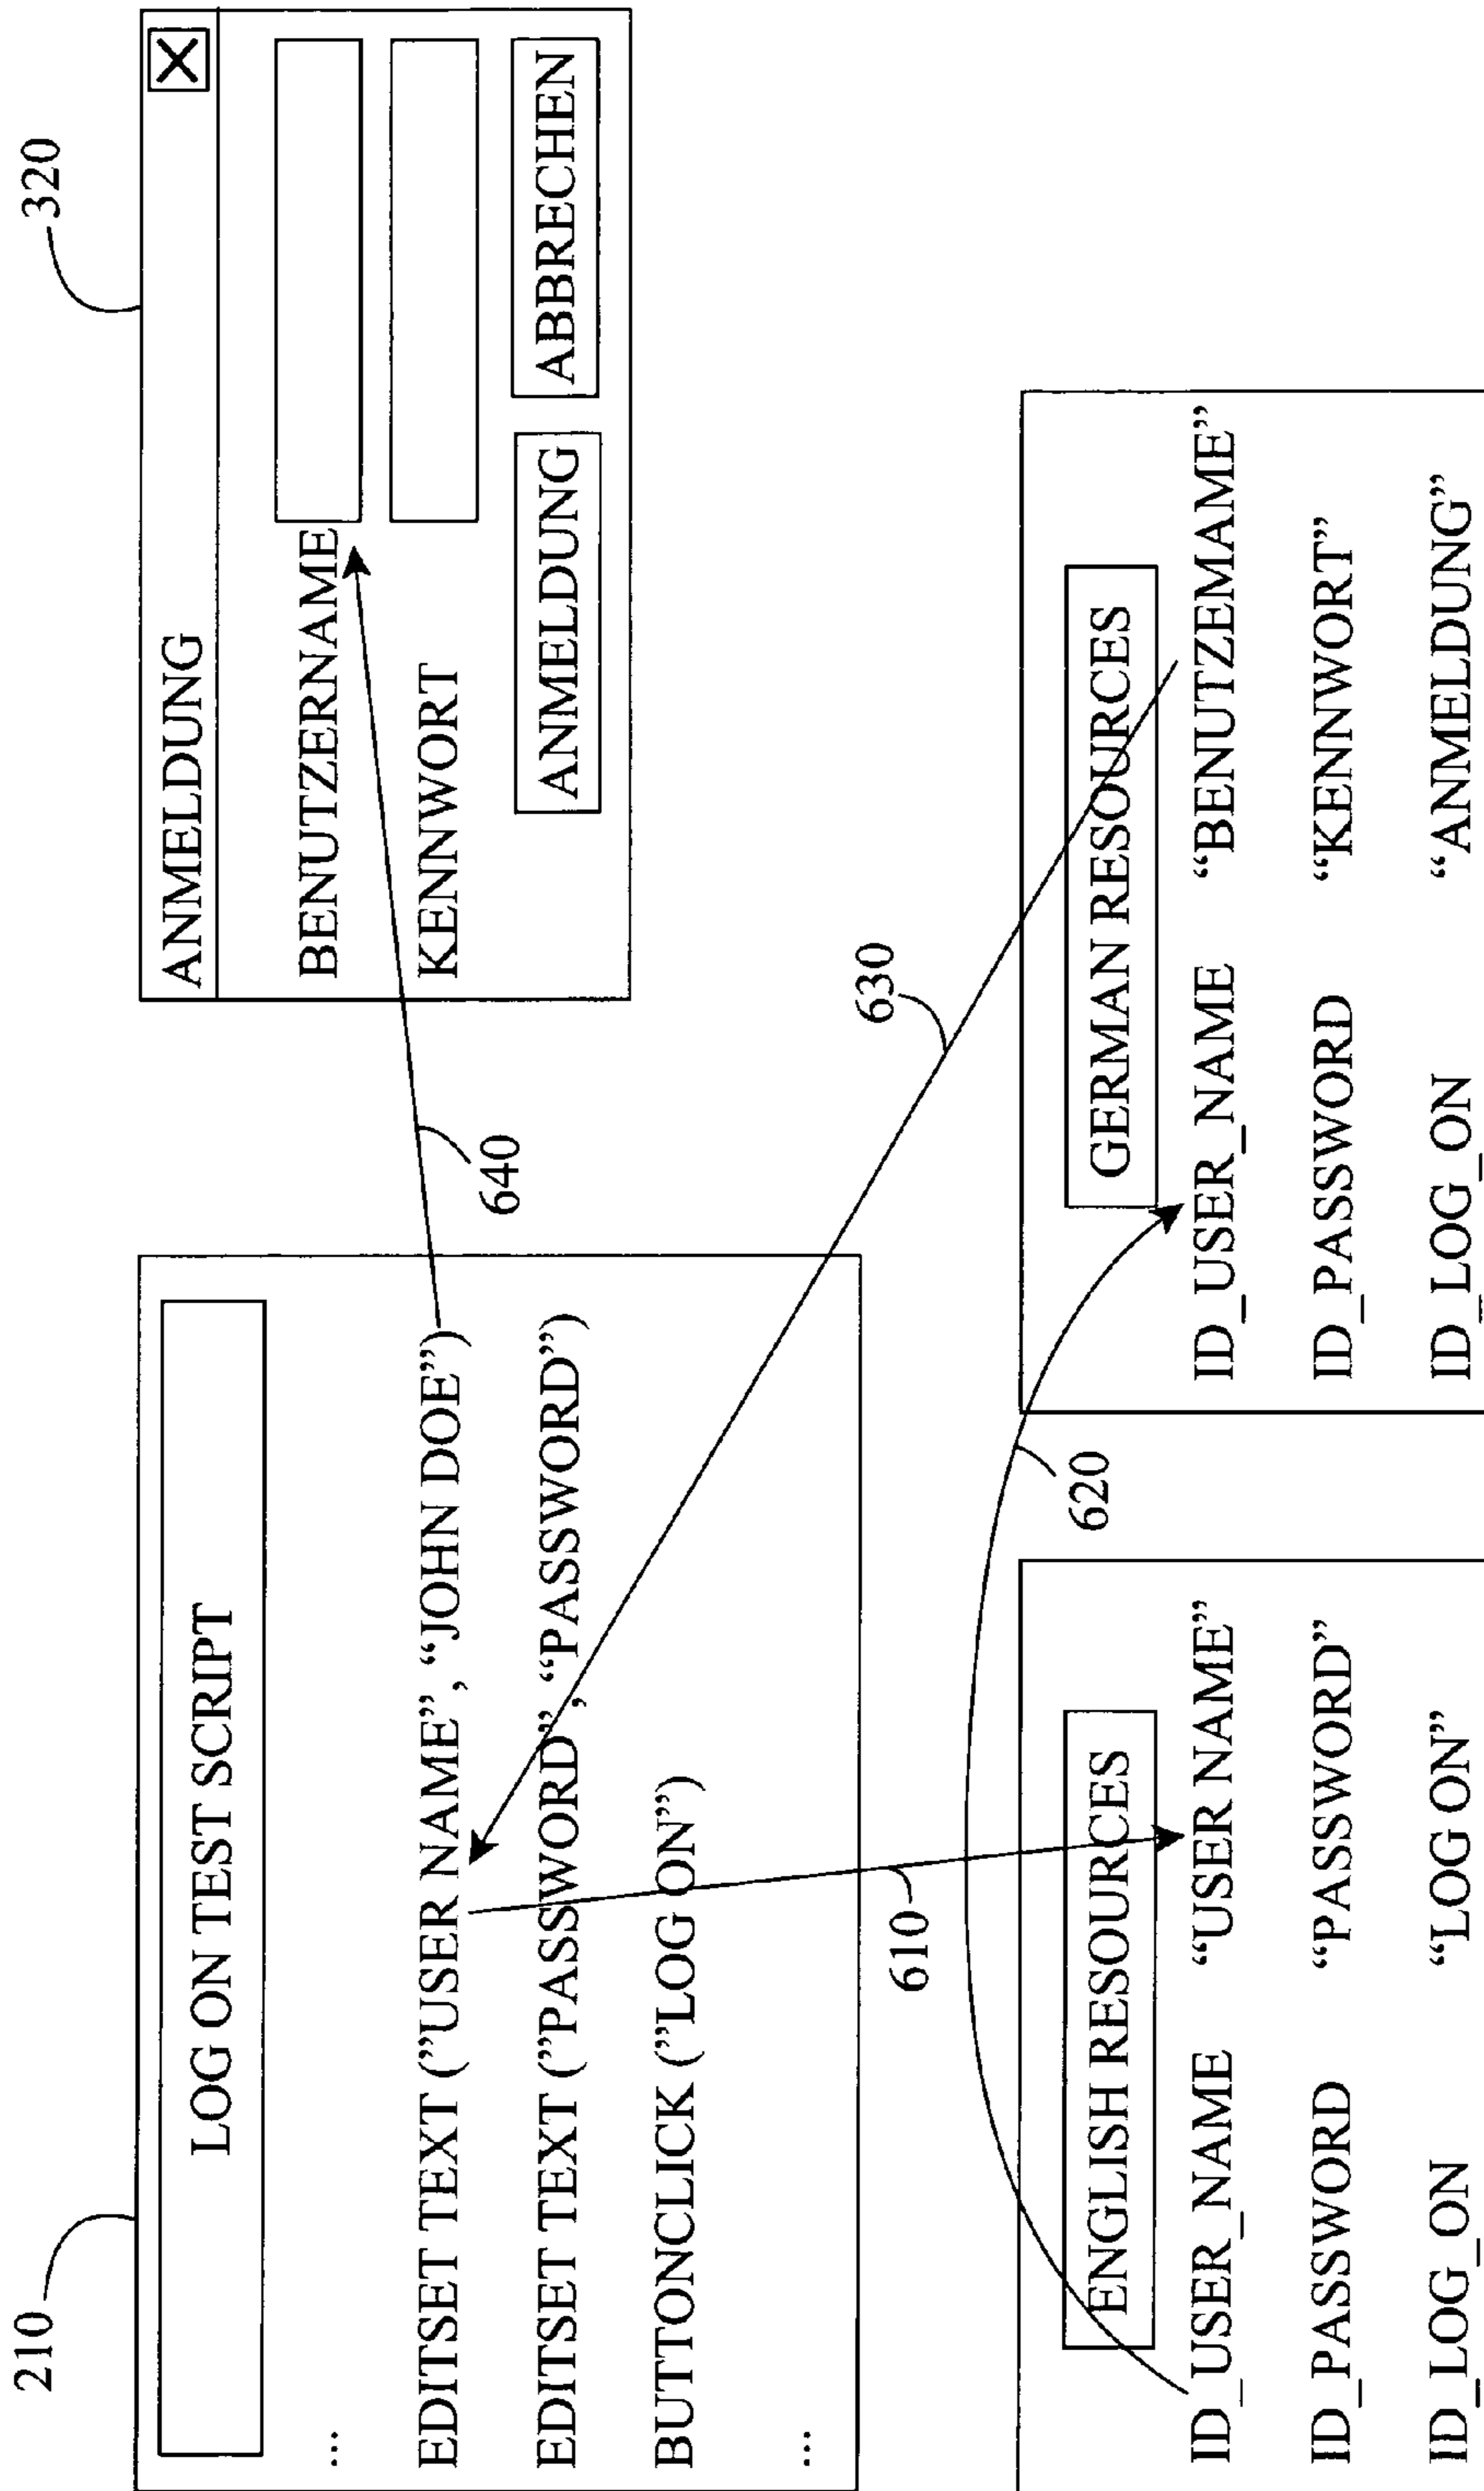 210
LOG ON TEST SCRIPT
...
EDITSET TEXT (”USER NAME”, “JOHN DOE”)
EDITSET TEXT (”PASSWORD”, “PASSWORD”)
BUTTONCLICK (”LOG ON”)
...
320
ANMELDUNG X
BENUTZERNAME
KENNWORT
ANMELDUNG ABBRECHEN
640
630
610
620
ENGLISH RESOURCES
ID_USER_NAME “USER NAME”
ID_PASSWORD “PASSWORD”
ID_LOG_ON “LOG ON”
GERMAN RESOURCES
ID_USER_NAME “BENUTZEMAME”
ID_PASSWORD “KENNWORT”
ID_LOG_ON “ANMELDUNG”